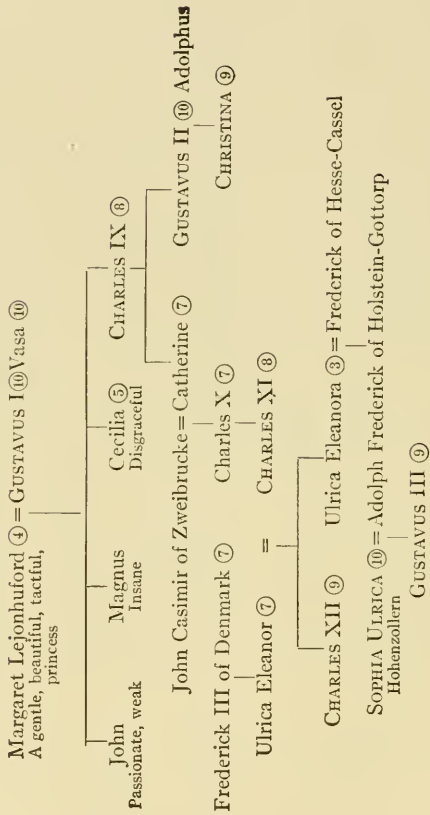 Margaret Lejonhuford ④ = GUSTAVUS I ⑩ Vasa ⑩
A gentle, beautiful, tactful,
princess
John Magnus Cecilia ⑤ CHARLES IX ⑧
Passionate, weak Insane Disgraceful
John Casimir of Zweibrucke = Catherine ⑦ GUSTAVUS II ⑩ Adolphus
Frederick III of Denmark ⑦ Charles X ⑦ CHRISTINA ⑨
Ulrica Eleanor ⑦ = CHARLES XI ⑧
CHARLES XII ⑨ Ulrica Eleanora ③ = Frederick of Hesse-Cassel
SOPHIA ULRICA ⑩ = Adolph Frederick of Holstein-Gottorp
Hohenzollern
GUSTAVUS III ⑨